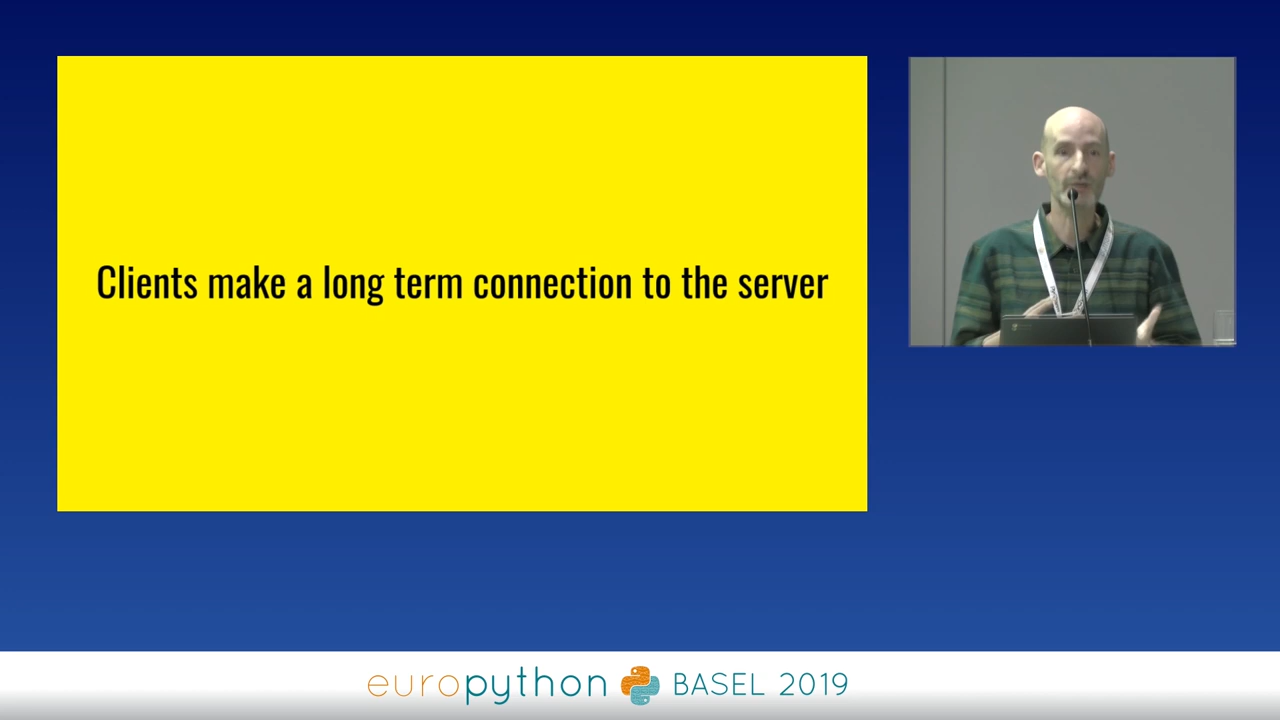 Clients make a long term connection to the server
europython BASEL 2019